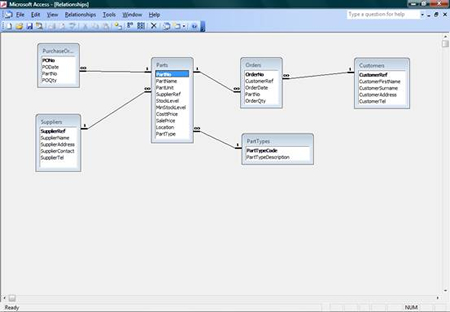 Microsoft Access - [Relationships]
File Edit View Relationships Tools Window Help
Type a question for help
PurchaseOr...
PONo
PODate
PartNo
POQty
Suppliers
SupplierRef
SupplierName
SupplierAddress
SupplierContact
SupplierTel
Parts
PartNo
PartName
PartUnit
SupplierRef
StockLevel
MinStockLevel
CostPrice
SalePrice
Location
PartType
Orders
OrderNo
CustomerRef
OrderDate
PartNo
OrderQty
PartTypes
PartTypeCode
PartTypeDescription
Customers
CustomerRef
CustomerFirstName
CustomerSurname
CustomerAddress
CustomerTel
1
∞
1
∞
1
∞
∞
1
∞
1
Ready
NUM